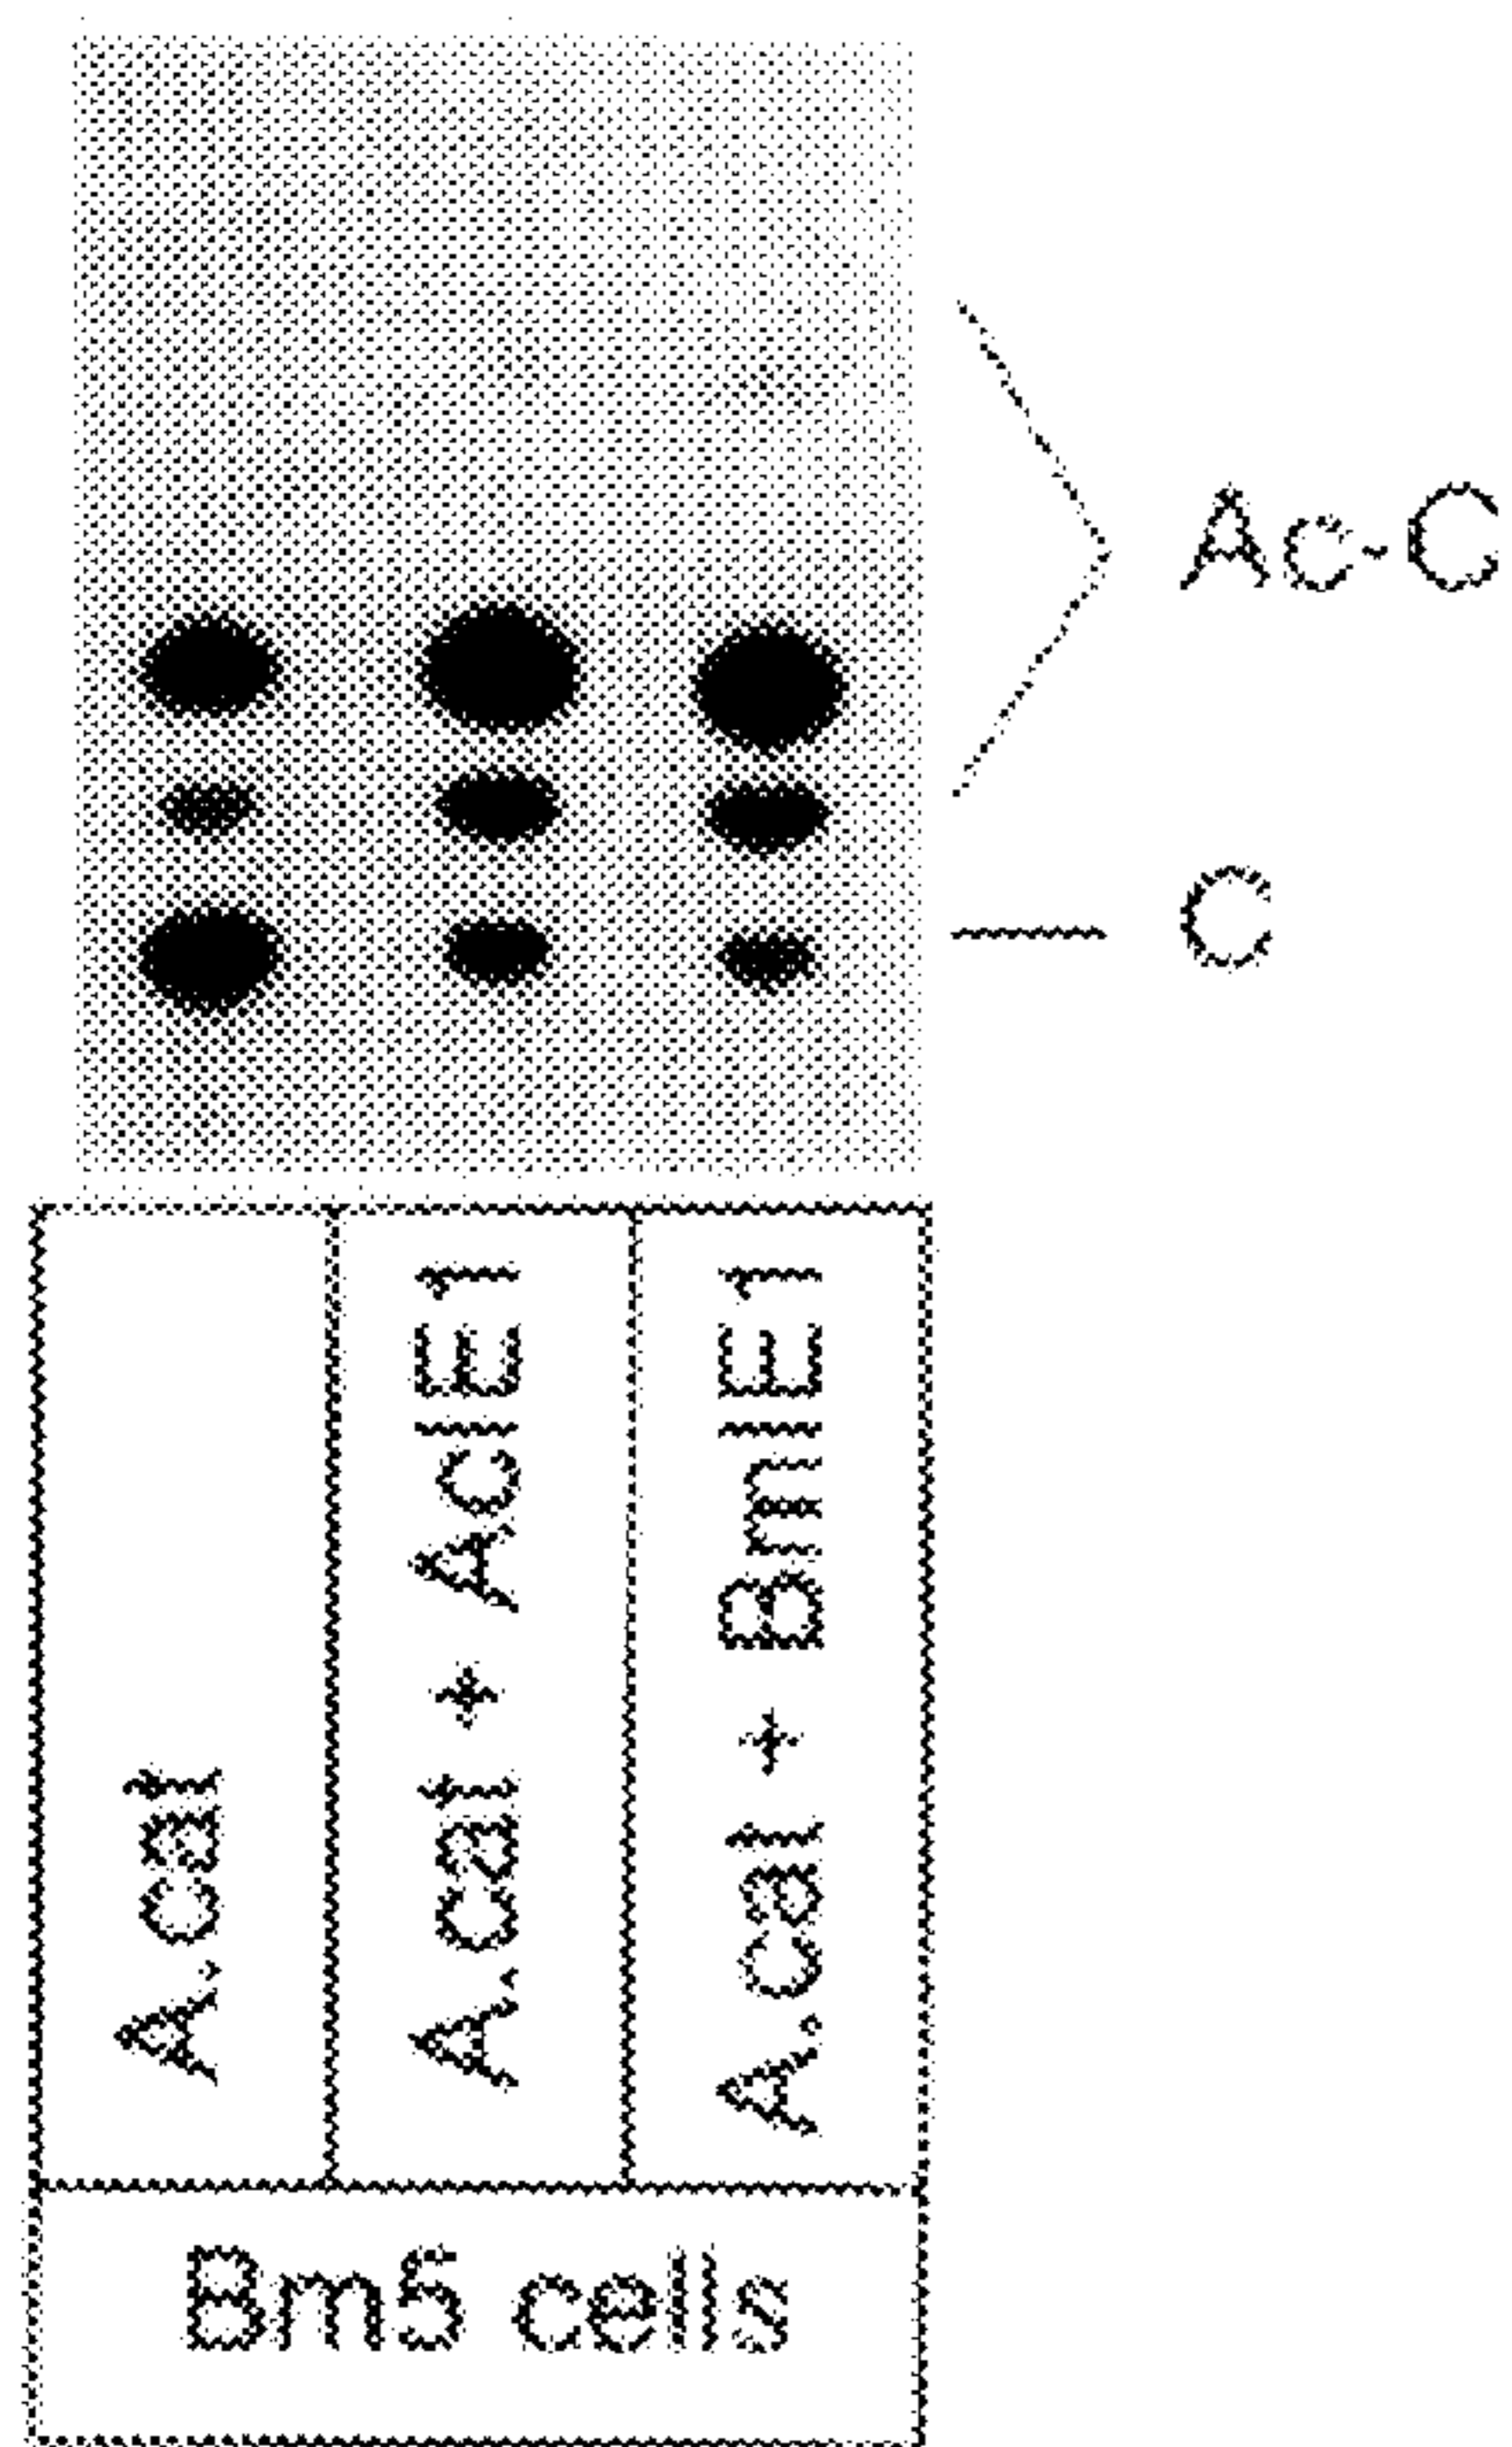 Ac-C
C
A.cat
A.cat + AcIE1
A.cat + BmIE1
Bm5 cells